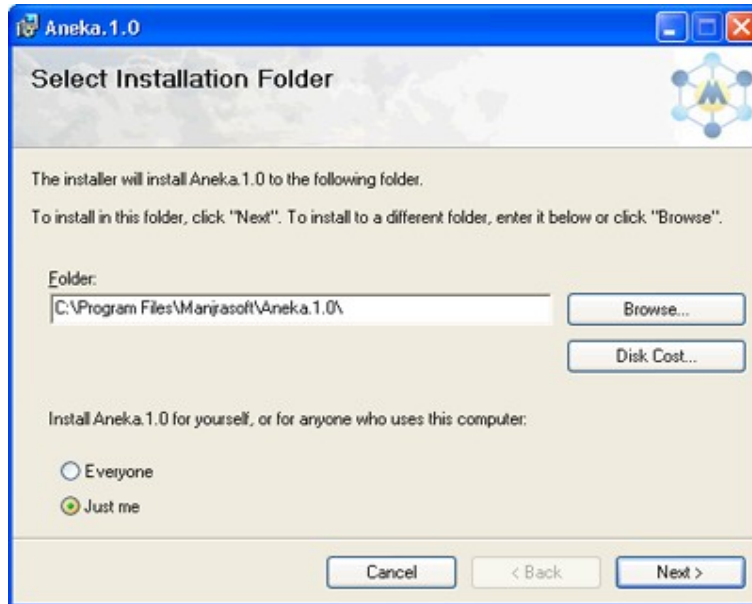 Aneka.1.0
Select Installation Folder
The installer will install Aneka.1.0 to the following folder.
To install in this folder, click "Next". To install to a different folder, enter it below or click "Browse".
Folder:
C:\Program Files\Manjrasoft\Aneka.1.0\
Browse...
Disk Cost...
Install Aneka.1.0 for yourself, or for anyone who uses this computer:
Everyone
Just me
Cancel
< Back
Next >